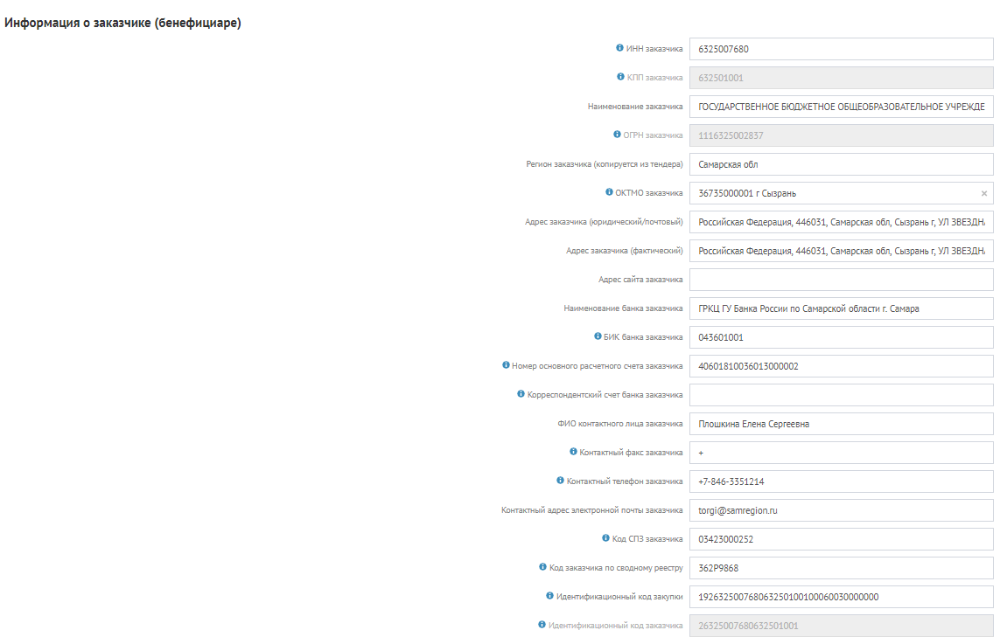 Информация о заказчике (бенефициаре)
ИНН заказчика 6325007680
КПП заказчика 632501001
Наименование заказчика ГОСУДАРСТВЕННОЕ БЮДЖЕТНОЕ ОБЩЕОБРАЗОВАТЕЛЬНОЕ УЧРЕЖДЕ
ОГРН заказчика 1116325002837
Регион заказчика (копируется из тендера) Самарская обл
ОКТМО заказчика 36735000001 г Сызрань ×
Адрес заказчика (юридический/почтовый) Российская Федерация, 446031, Самарская обл, Сызрань г, УЛ ЗВЕЗДН
Адрес заказчика (фактический) Российская Федерация, 446031, Самарская обл, Сызрань г, УЛ ЗВЕЗДН
Адрес сайта заказчика
Наименование банка заказчика ГРКЦ ГУ Банка России по Самарской области г. Самара
БИК банка заказчика 043601001
Номер основного расчетного счета заказчика 40601810036013000002
Корреспондентский счет банка заказчика
ФИО контактного лица заказчика Плошкина Елена Сергеевна
Контактный факс заказчика +
Контактный телефон заказчика +7-846-3351214
Контактный адрес электронной почты заказчика torgi@samregion.ru
Код СПЗ заказчика 03423000252
Код заказчика по сводному реестру 362Р9868
Идентификационный код закупки 192632500768063250100100060030000000
Идентификационный код заказчика 26325007680632501001